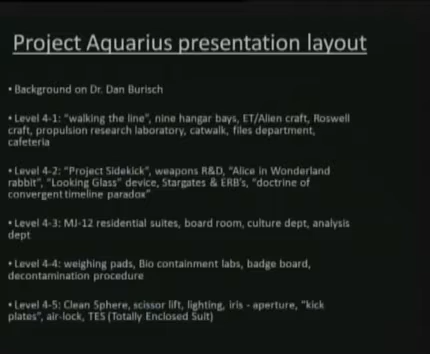 Project Aquarius presentation layout
• Background on Dr. Dan Burisch
• Level 4-1: "walking the line", nine hangar bays, ET/Alien craft, Roswell
craft, propulsion research laboratory, catwalk, files department,
cafeteria
• Level 4-2: "Project Sidekick", weapons R&D, "Alice in Wonderland
rabbit", "Looking Glass" device, Stargates & ERB's, "doctrine of
convergent timeline paradox"
• Level 4-3: MJ-12 residential suites, board room, culture dept, analysis
dept
• Level 4-4: weighing pads, Bio containment labs, badge board,
decontamination procedure
• Level 4-5: Clean Sphere, scissor lift, lighting, iris - aperture, "kick
plates", air-lock, TES (Totally Enclosed Suit)